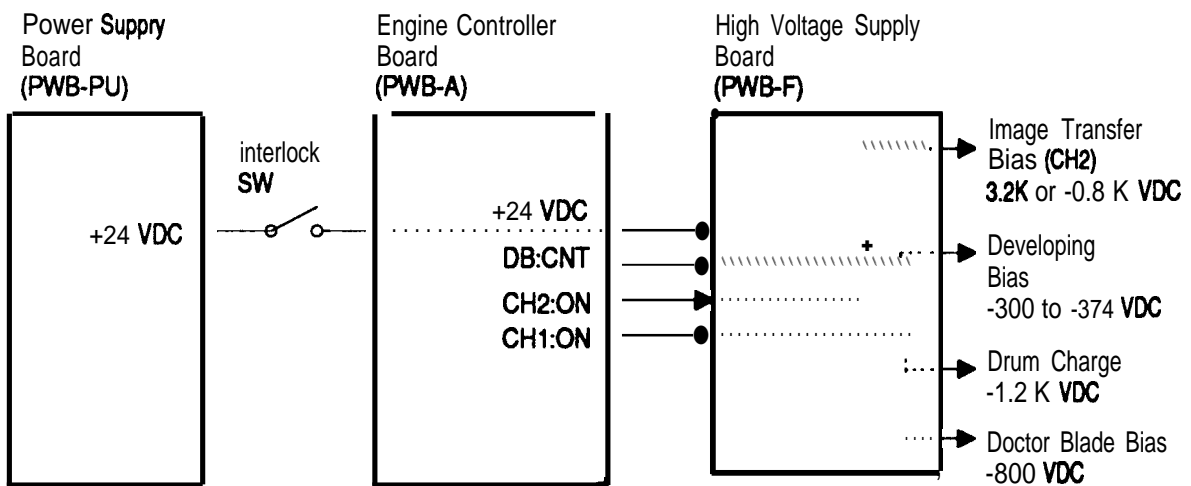 Power Suppry
Board
(PWB-PU)
Engine Controller
Board
(PWB-A)
High Voltage Supply
Board
(PWB-F)
interlock
SW
+24 VDC
+24 VDC
DB:CNT
CH2:ON
CH1:ON
Image Transfer
Bias (CH2)
3.2K or -0.8 K VDC
+
Developing
Bias
-300 to -374 VDC
Drum Charge
-1.2 K VDC
Doctor Blade Bias
-800 VDC